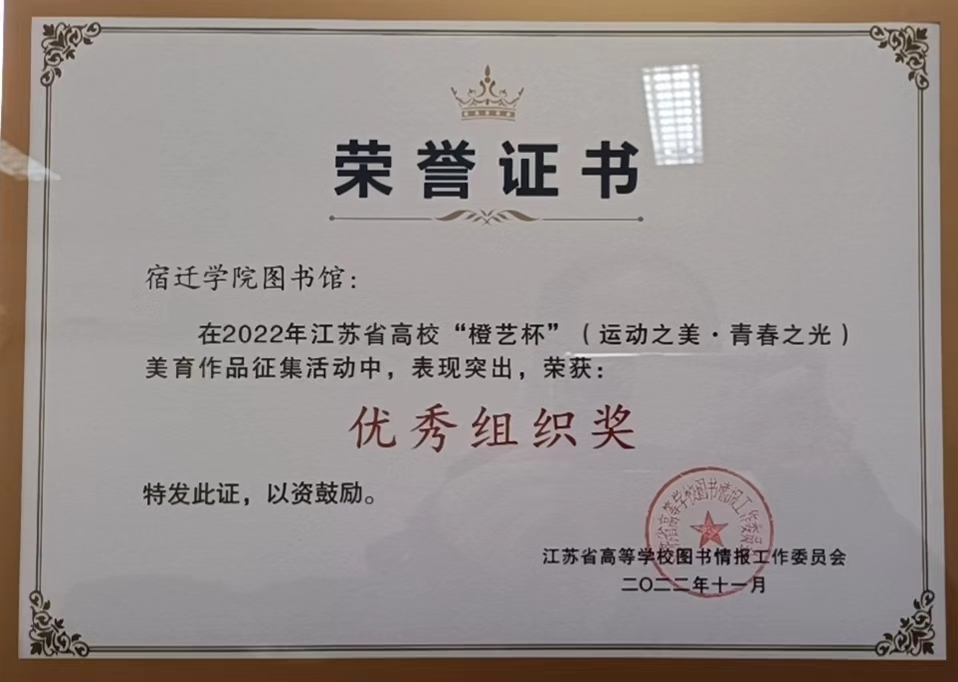 荣誉证书
宿迁学院图书馆：
在2022年江苏省高校“橙艺杯”（运动之美·青春之光）
美育作品征集活动中，表现突出，荣获：
优秀组织奖
特发此证，以资鼓励。
江苏省高等学校图书情报工作委员会
二〇二二年十一月